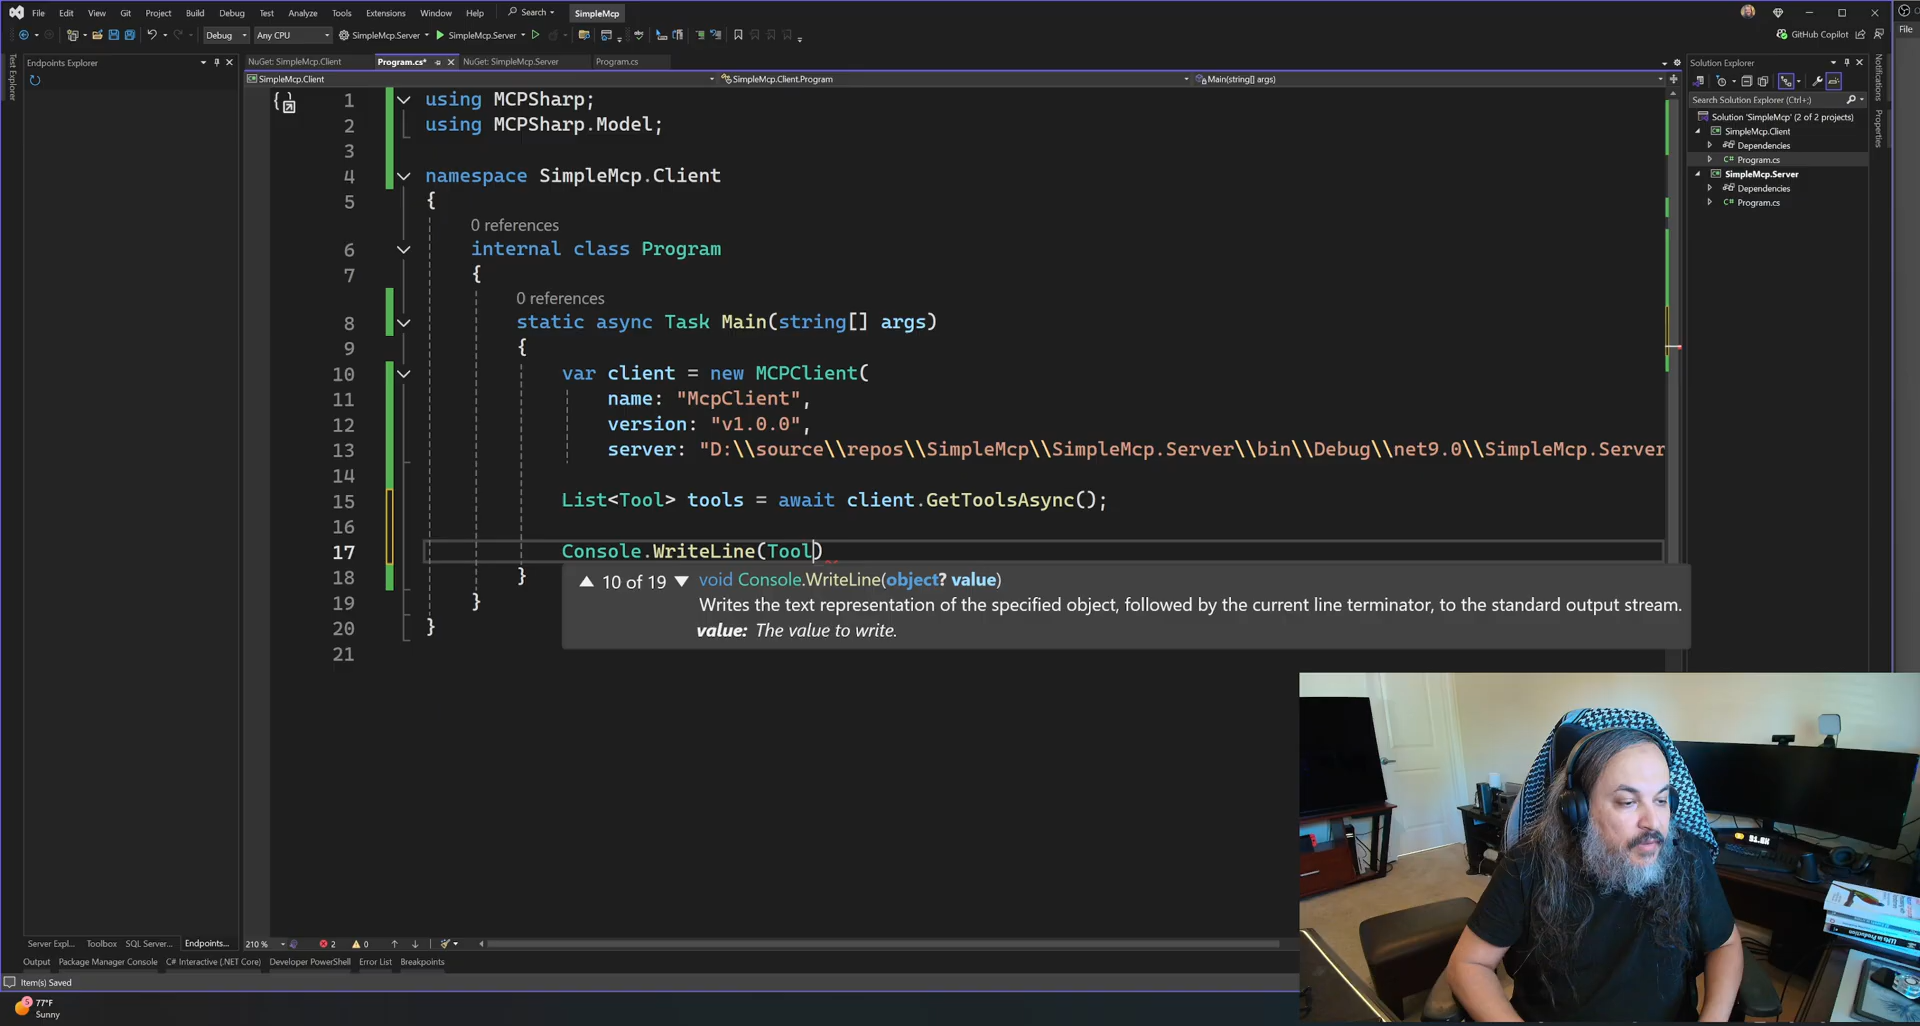 File Edit View Git Project Build Debug Test Analyze Tools Extensions Window Help Search SimpleMcp
Debug Any CPU SimpleMcp.Server SimpleMcp.Server GitHub Copilot File
Endpoints Explorer
Test Explorer
NuGet: SimpleMcp.Client Program.cs* NuGet: SimpleMcp.Server Program.cs
SimpleMcp.Client SimpleMcp.Client.Program Main(string[] args)
1 using MCPSharp;
2 using MCPSharp.Model;
3
4 namespace SimpleMcp.Client
5 {
0 references
6 internal class Program
7 {
0 references
8 static async Task Main(string[] args)
9 {
10 var client = new MCPClient(
11 name: "McpClient",
12 version: "v1.0.0",
13 server: "D:\\source\\repos\\SimpleMcp\\SimpleMcp.Server\\bin\\Debug\\net9.0\\SimpleMcp.Server
14
15 List<Tool> tools = await client.GetToolsAsync();
16
17 Console.WriteLine(Tool)
18 }
19 }
20 }
21
10 of 19 void Console.WriteLine(object? value)
Writes the text representation of the specified object, followed by the current line terminator, to the standard output stream.
value: The value to write.
Solution Explorer
Search Solution Explorer (Ctrl+;)
Solution 'SimpleMcp' (2 of 2 projects)
SimpleMcp.Client
Dependencies
C# Program.cs
SimpleMcp.Server
Dependencies
C# Program.cs
Notifications
Properties
Server Expl... Toolbox SQL Server... Endpoints...
210 % 2 0
Output Package Manager Console C# Interactive (.NET Core) Developer PowerShell Error List Breakpoints
Item(s) Saved
77°F
Sunny
LLMs in Production